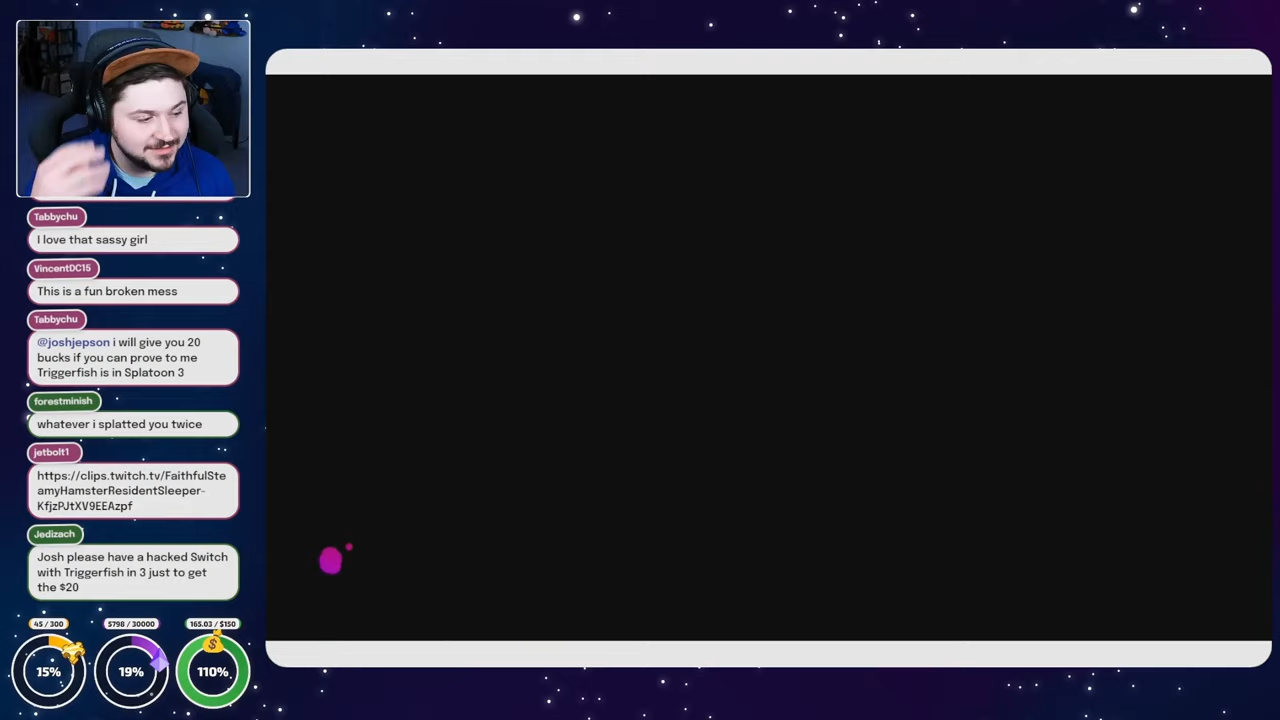 Tabbychu
I love that sassy girl
VincentDC15
This is a fun broken mess
Tabbychu
@joshjepson i will give you 20
bucks if you can prove to me
Triggerfish is in Splatoon 3
forestminish
whatever i splatted you twice
jetbolt1
https://clips.twitch.tv/FaithfulSte
amyHamsterResidentSleeper-
KfjzPJtXV9EEAzpf
Jedizach
Josh please have a hacked Switch
with Triggerfish in 3 just to get
the $20
45 / 300
5798 / 30000
165.03 / $150
15%
19%
110%